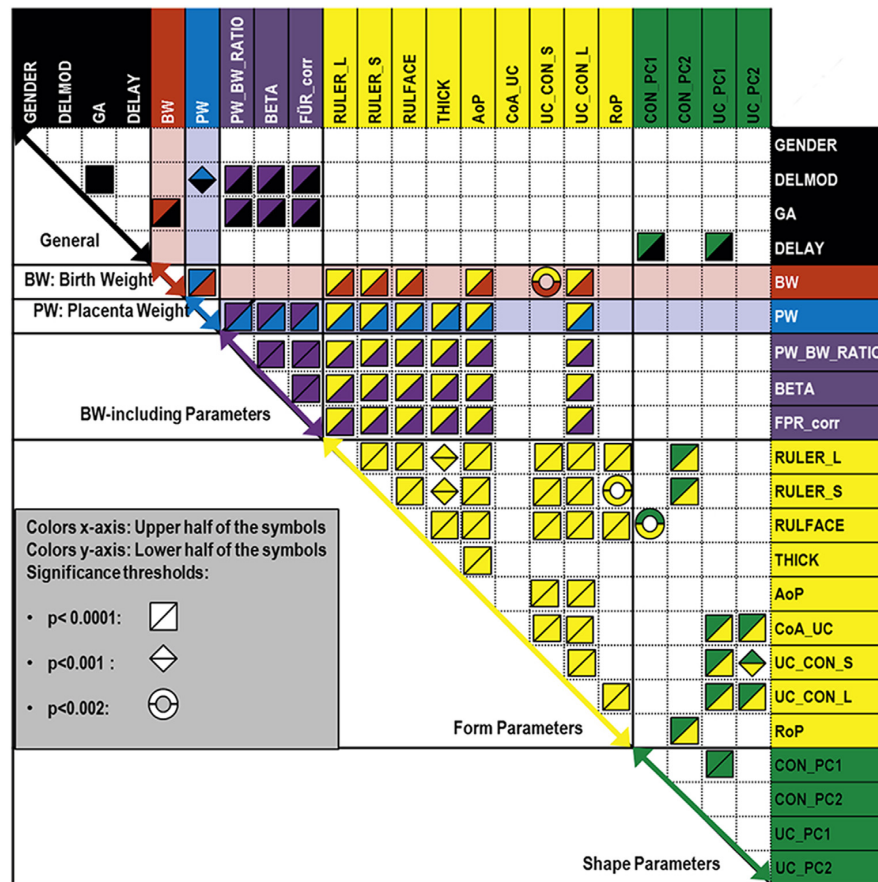 GENDER
DELMOD
GA
DELAY
BW
PW
PW_BW_RATIO
BETA
FÜR_corr
RULER_L
RULER_S
RULFACE
THICK
AoP
CoA_UC
UC_CON_S
UC_CON_L
RoP
CON_PC1
CON_PC2
UC_PC1
UC_PC2
GENDER
DELMOD
GA
General
DELAY
BW: Birth Weight
BW
PW: Placenta Weight
PW
PW_BW_RATIO
BETA
BW-including Parameters
FPR_corr
RULER_L
RULER_S
RULFACE
THICK
AoP
CoA_UC
UC_CON_S
UC_CON_L
Form Parameters
RoP
Colors x-axis: Upper half of the symbols
Colors y-axis: Lower half of the symbols
Significance thresholds:
• p< 0.0001:
• p<0.001 :
• p<0.002:
CON_PC1
CON_PC2
UC_PC1
Shape Parameters
UC_PC2